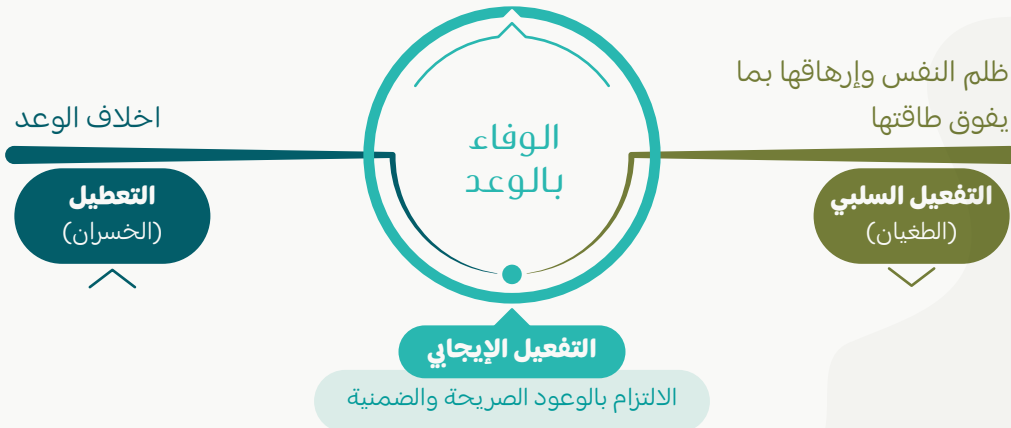 ظلم النفس وإرهاقها بما
يفوق طاقتها
التفعيل السلبي
(الطغيان)
الوفاء
بالوعد
اخلاف الوعد
التعطيل
(الخسران)
التفعيل الإيجابي
الالتزام بالوعود الصريحة والضمنية